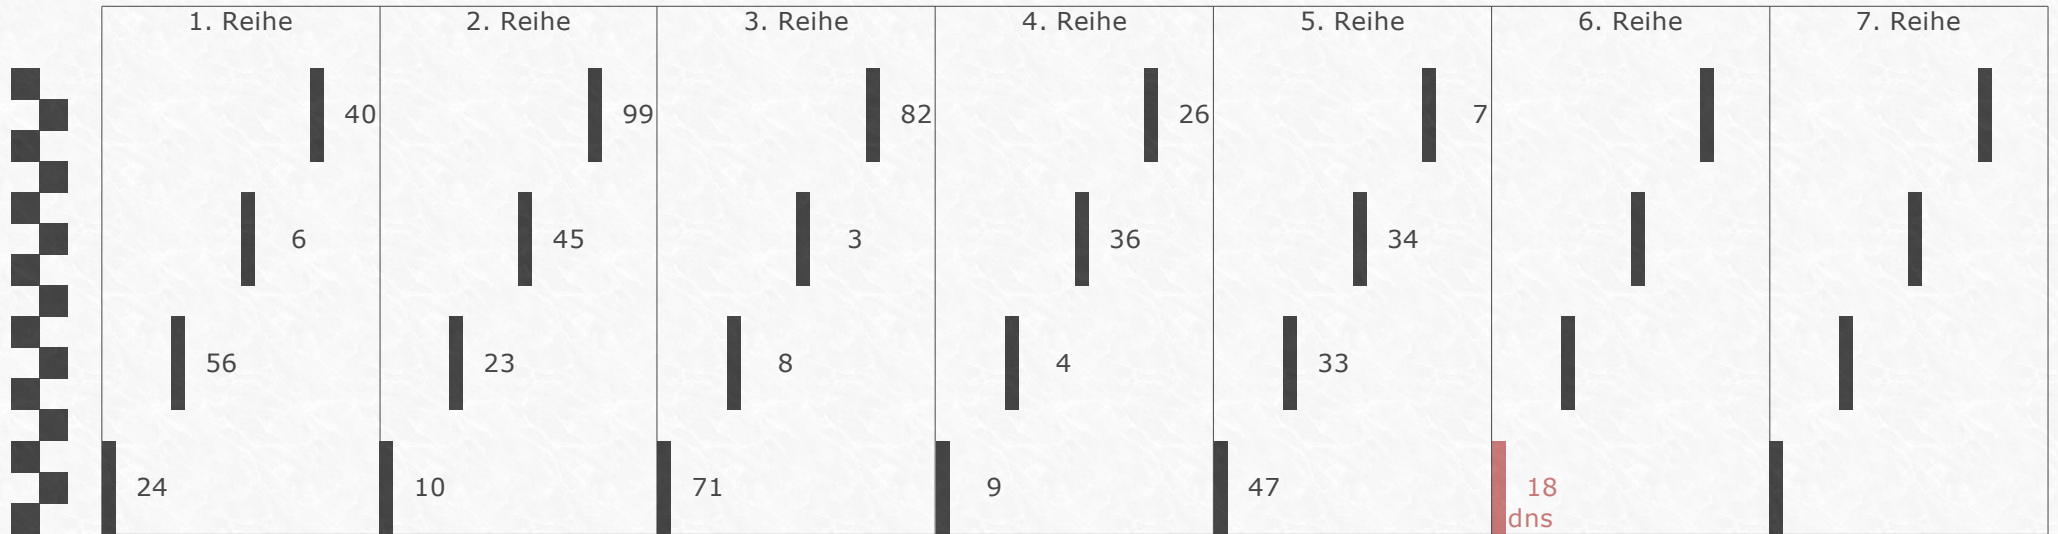 1. Reihe
2. Reihe
3. Reihe
4. Reihe
5. Reihe
6. Reihe
7. Reihe
40
99
82
26
7
6
45
3
36
34
56
23
8
4
33
24
10
71
9
47
18
dns